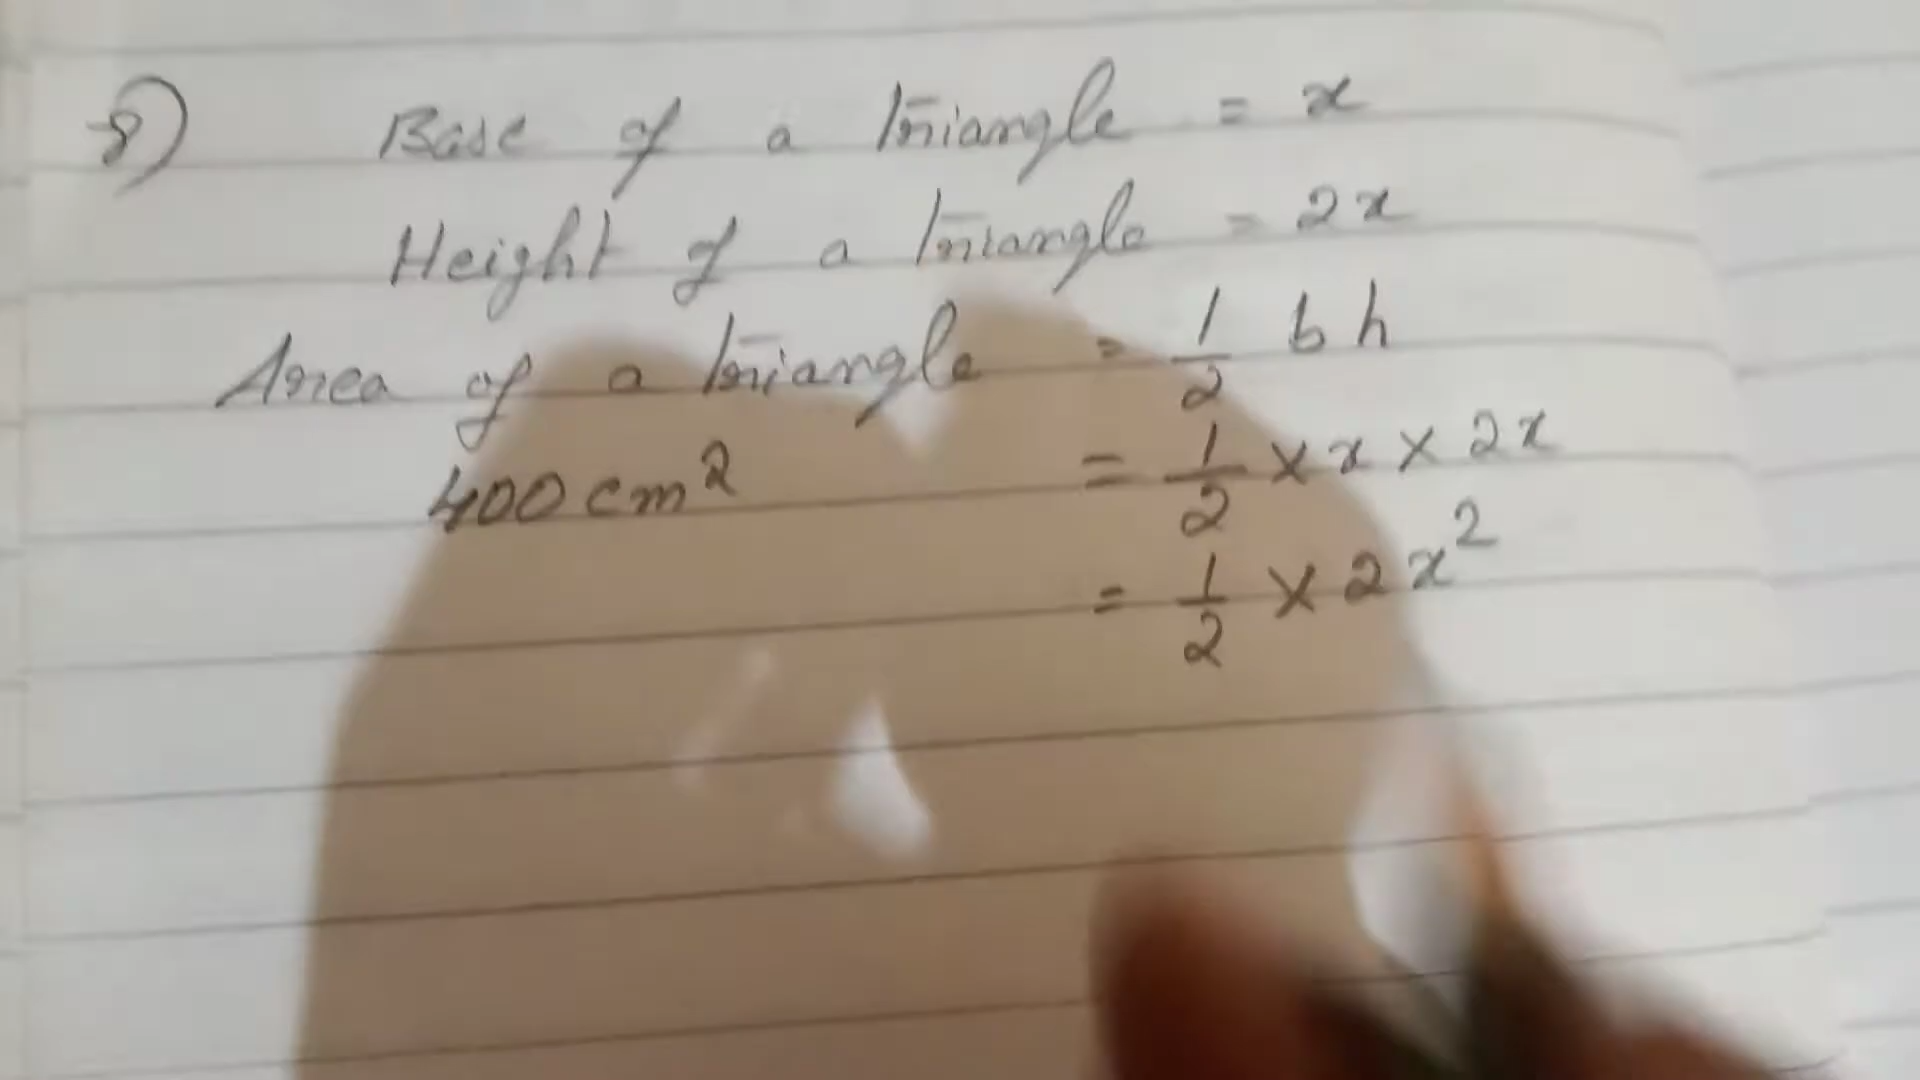 8) Base of a triangle = x
Height of a triangle = 2x
Area of a triangle = 1/2 b h
400 cm² = 1/2 × x × 2x
= 1/2 × 2x²